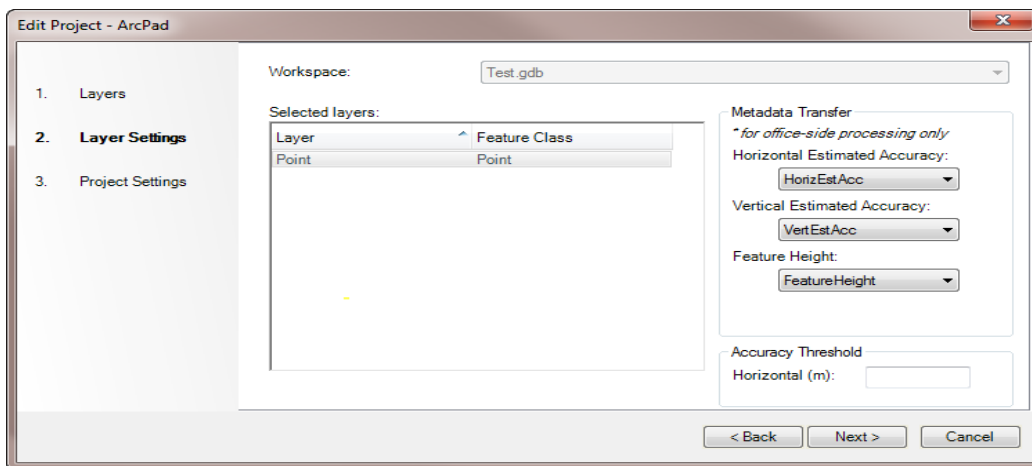 Edit Project - ArcPad
1. Layers
2. Layer Settings
3. Project Settings
Workspace: Test.gdb
Selected layers:
Layer Feature Class
Point Point
Metadata Transfer
*for office-side processing only
Horizontal Estimated Accuracy:
HorizEstAcc
Vertical Estimated Accuracy:
VertEstAcc
Feature Height:
FeatureHeight
Accuracy Threshold
Horizontal (m):
< Back Next > Cancel